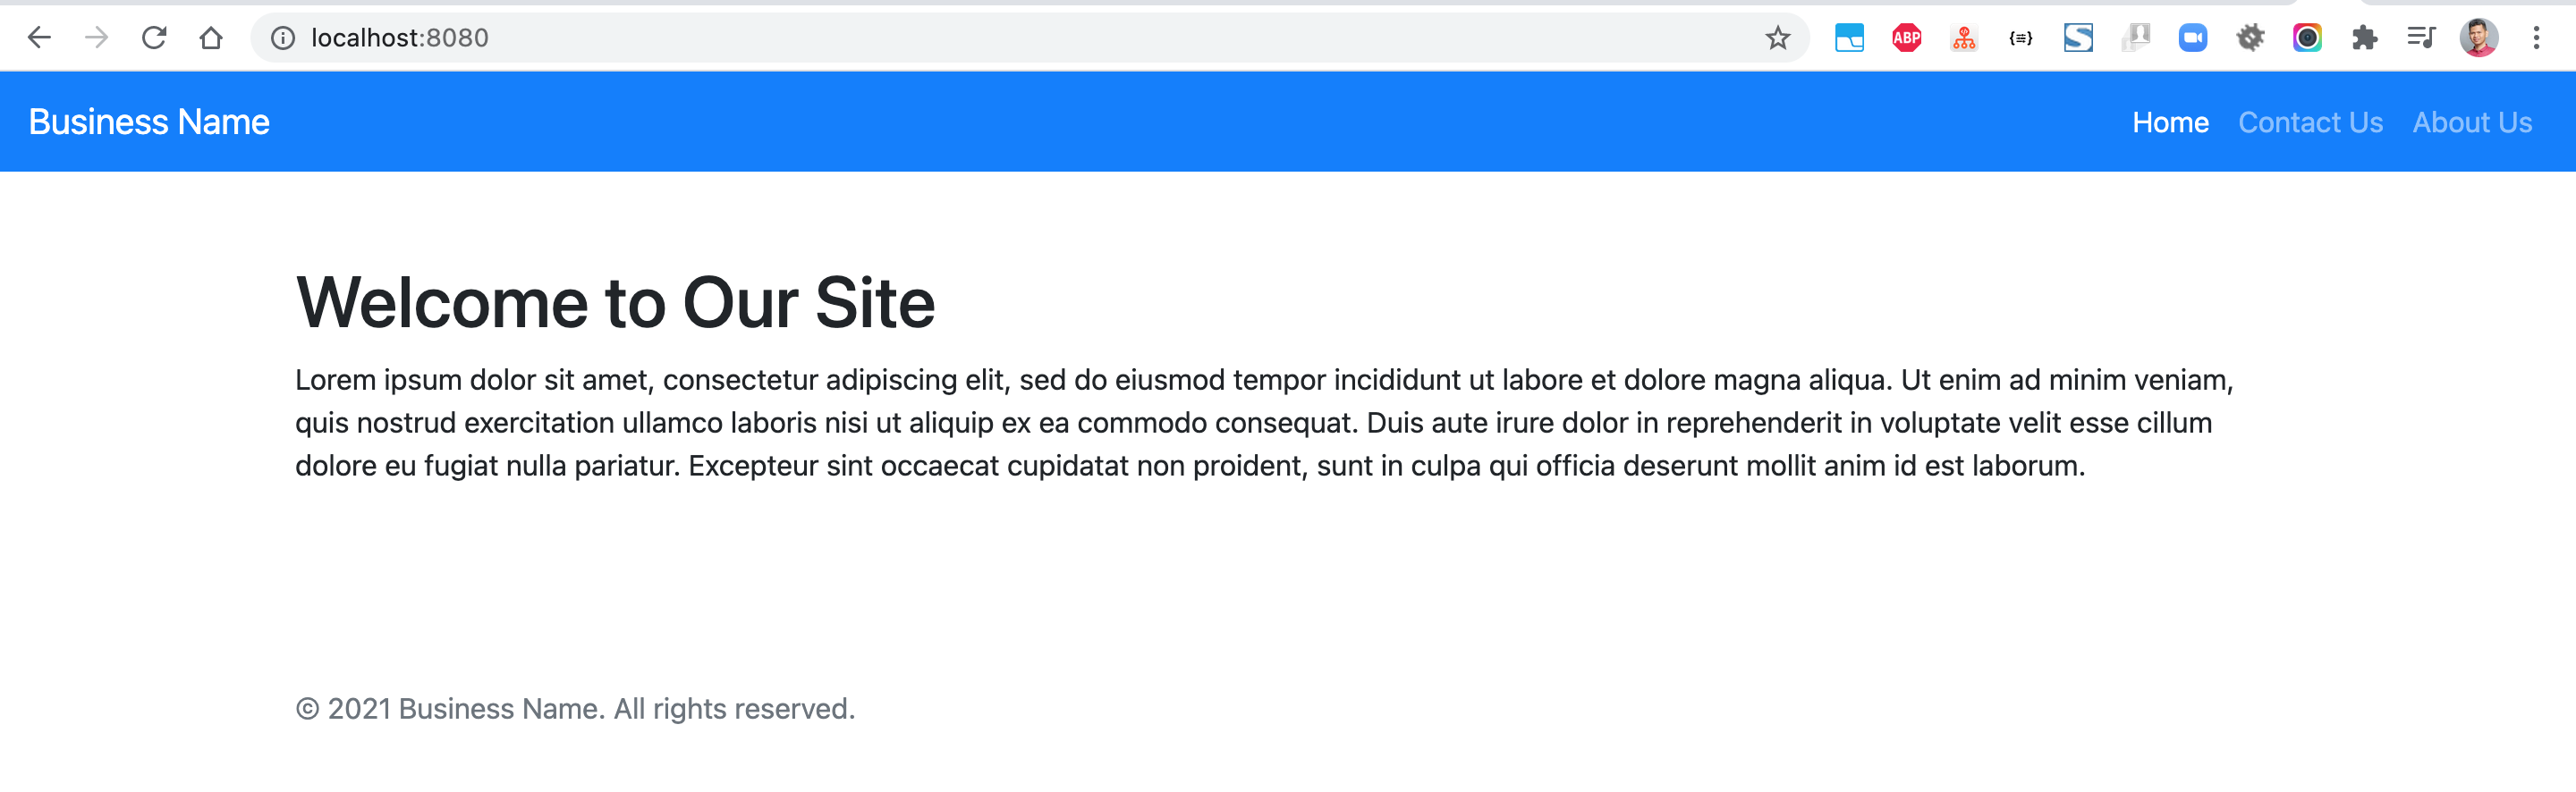 localhost:8080
ABP
Business Name
Home Contact Us About Us
Welcome to Our Site
Lorem ipsum dolor sit amet, consectetur adipiscing elit, sed do eiusmod tempor incididunt ut labore et dolore magna aliqua. Ut enim ad minim veniam,
quis nostrud exercitation ullamco laboris nisi ut aliquip ex ea commodo consequat. Duis aute irure dolor in reprehenderit in voluptate velit esse cillum
dolore eu fugiat nulla pariatur. Excepteur sint occaecat cupidatat non proident, sunt in culpa qui officia deserunt mollit anim id est laborum.
© 2021 Business Name. All rights reserved.